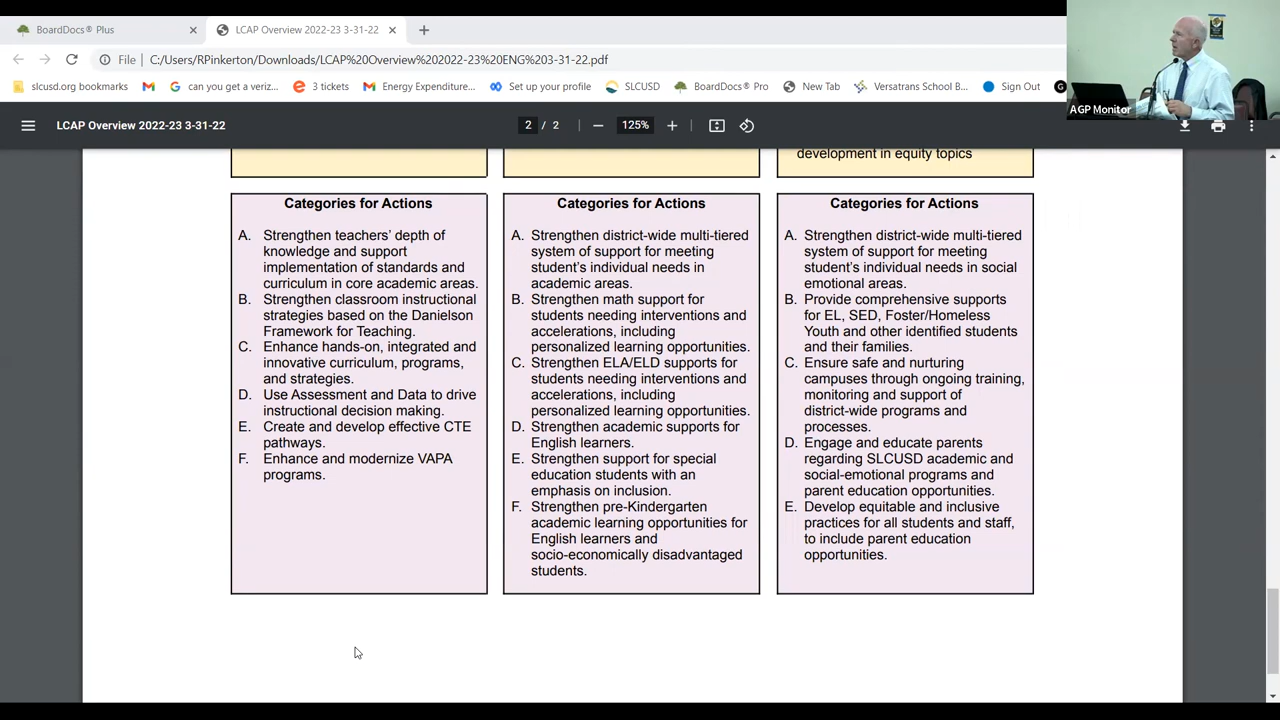 BoardDocs® Plus
LCAP Overview 2022-23 3-31-22
File
C:/Users/RPinkerton/Downloads/LCAP%20Overview%202022-23%20ENG%203-31-22.pdf
slcusd.org bookmarks
can you get a veriz...
3 tickets
Energy Expenditure...
Set up your profile
SLCUSD
BoardDocs® Pro
New Tab
Versatrans School B...
Sign Out
G
AGP Monitor
LCAP Overview 2022-23 3-31-22
2 / 2
125%
development in equity topics
Categories for Actions
A. Strengthen teachers' depth of
knowledge and support
implementation of standards and
curriculum in core academic areas.
B. Strengthen classroom instructional
strategies based on the Danielson
Framework for Teaching.
C. Enhance hands-on, integrated and
innovative curriculum, programs,
and strategies.
D. Use Assessment and Data to drive
instructional decision making.
E. Create and develop effective CTE
pathways.
F. Enhance and modernize VAPA
programs.
Categories for Actions
A. Strengthen district-wide multi-tiered
system of support for meeting
student's individual needs in
academic areas.
B. Strengthen math support for
students needing interventions and
accelerations, including
personalized learning opportunities.
C. Strengthen ELA/ELD supports for
students needing interventions and
accelerations, including
personalized learning opportunities.
D. Strengthen academic supports for
English learners.
E. Strengthen support for special
education students with an
emphasis on inclusion.
F. Strengthen pre-Kindergarten
academic learning opportunities for
English learners and
socio-economically disadvantaged
students.
Categories for Actions
A. Strengthen district-wide multi-tiered
system of support for meeting
student's individual needs in social
emotional areas.
B. Provide comprehensive supports
for EL, SED, Foster/Homeless
Youth and other identified students
and their families.
C. Ensure safe and nurturing
campuses through ongoing training,
monitoring and support of
district-wide programs and
processes.
D. Engage and educate parents
regarding SLCUSD academic and
social-emotional programs and
parent education opportunities.
E. Develop equitable and inclusive
practices for all students and staff,
to include parent education
opportunities.